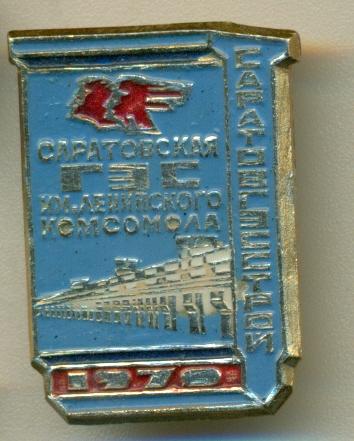 САРАТОВСКАЯ
ГЭС
ИМ. ЛЕНИНСКОГО
КОМСОМОЛА
1970
САРАТОВГЭССТРОЙ